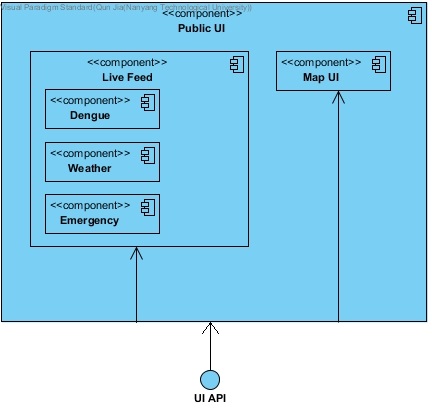 Visual Paradigm Standard(Qun Jia(Nanyang Technological University))
<<component>>
Public UI
<<component>>
Live Feed
<<component>>
Map UI
<<component>>
Dengue
<<component>>
Weather
<<component>>
Emergency
UI API